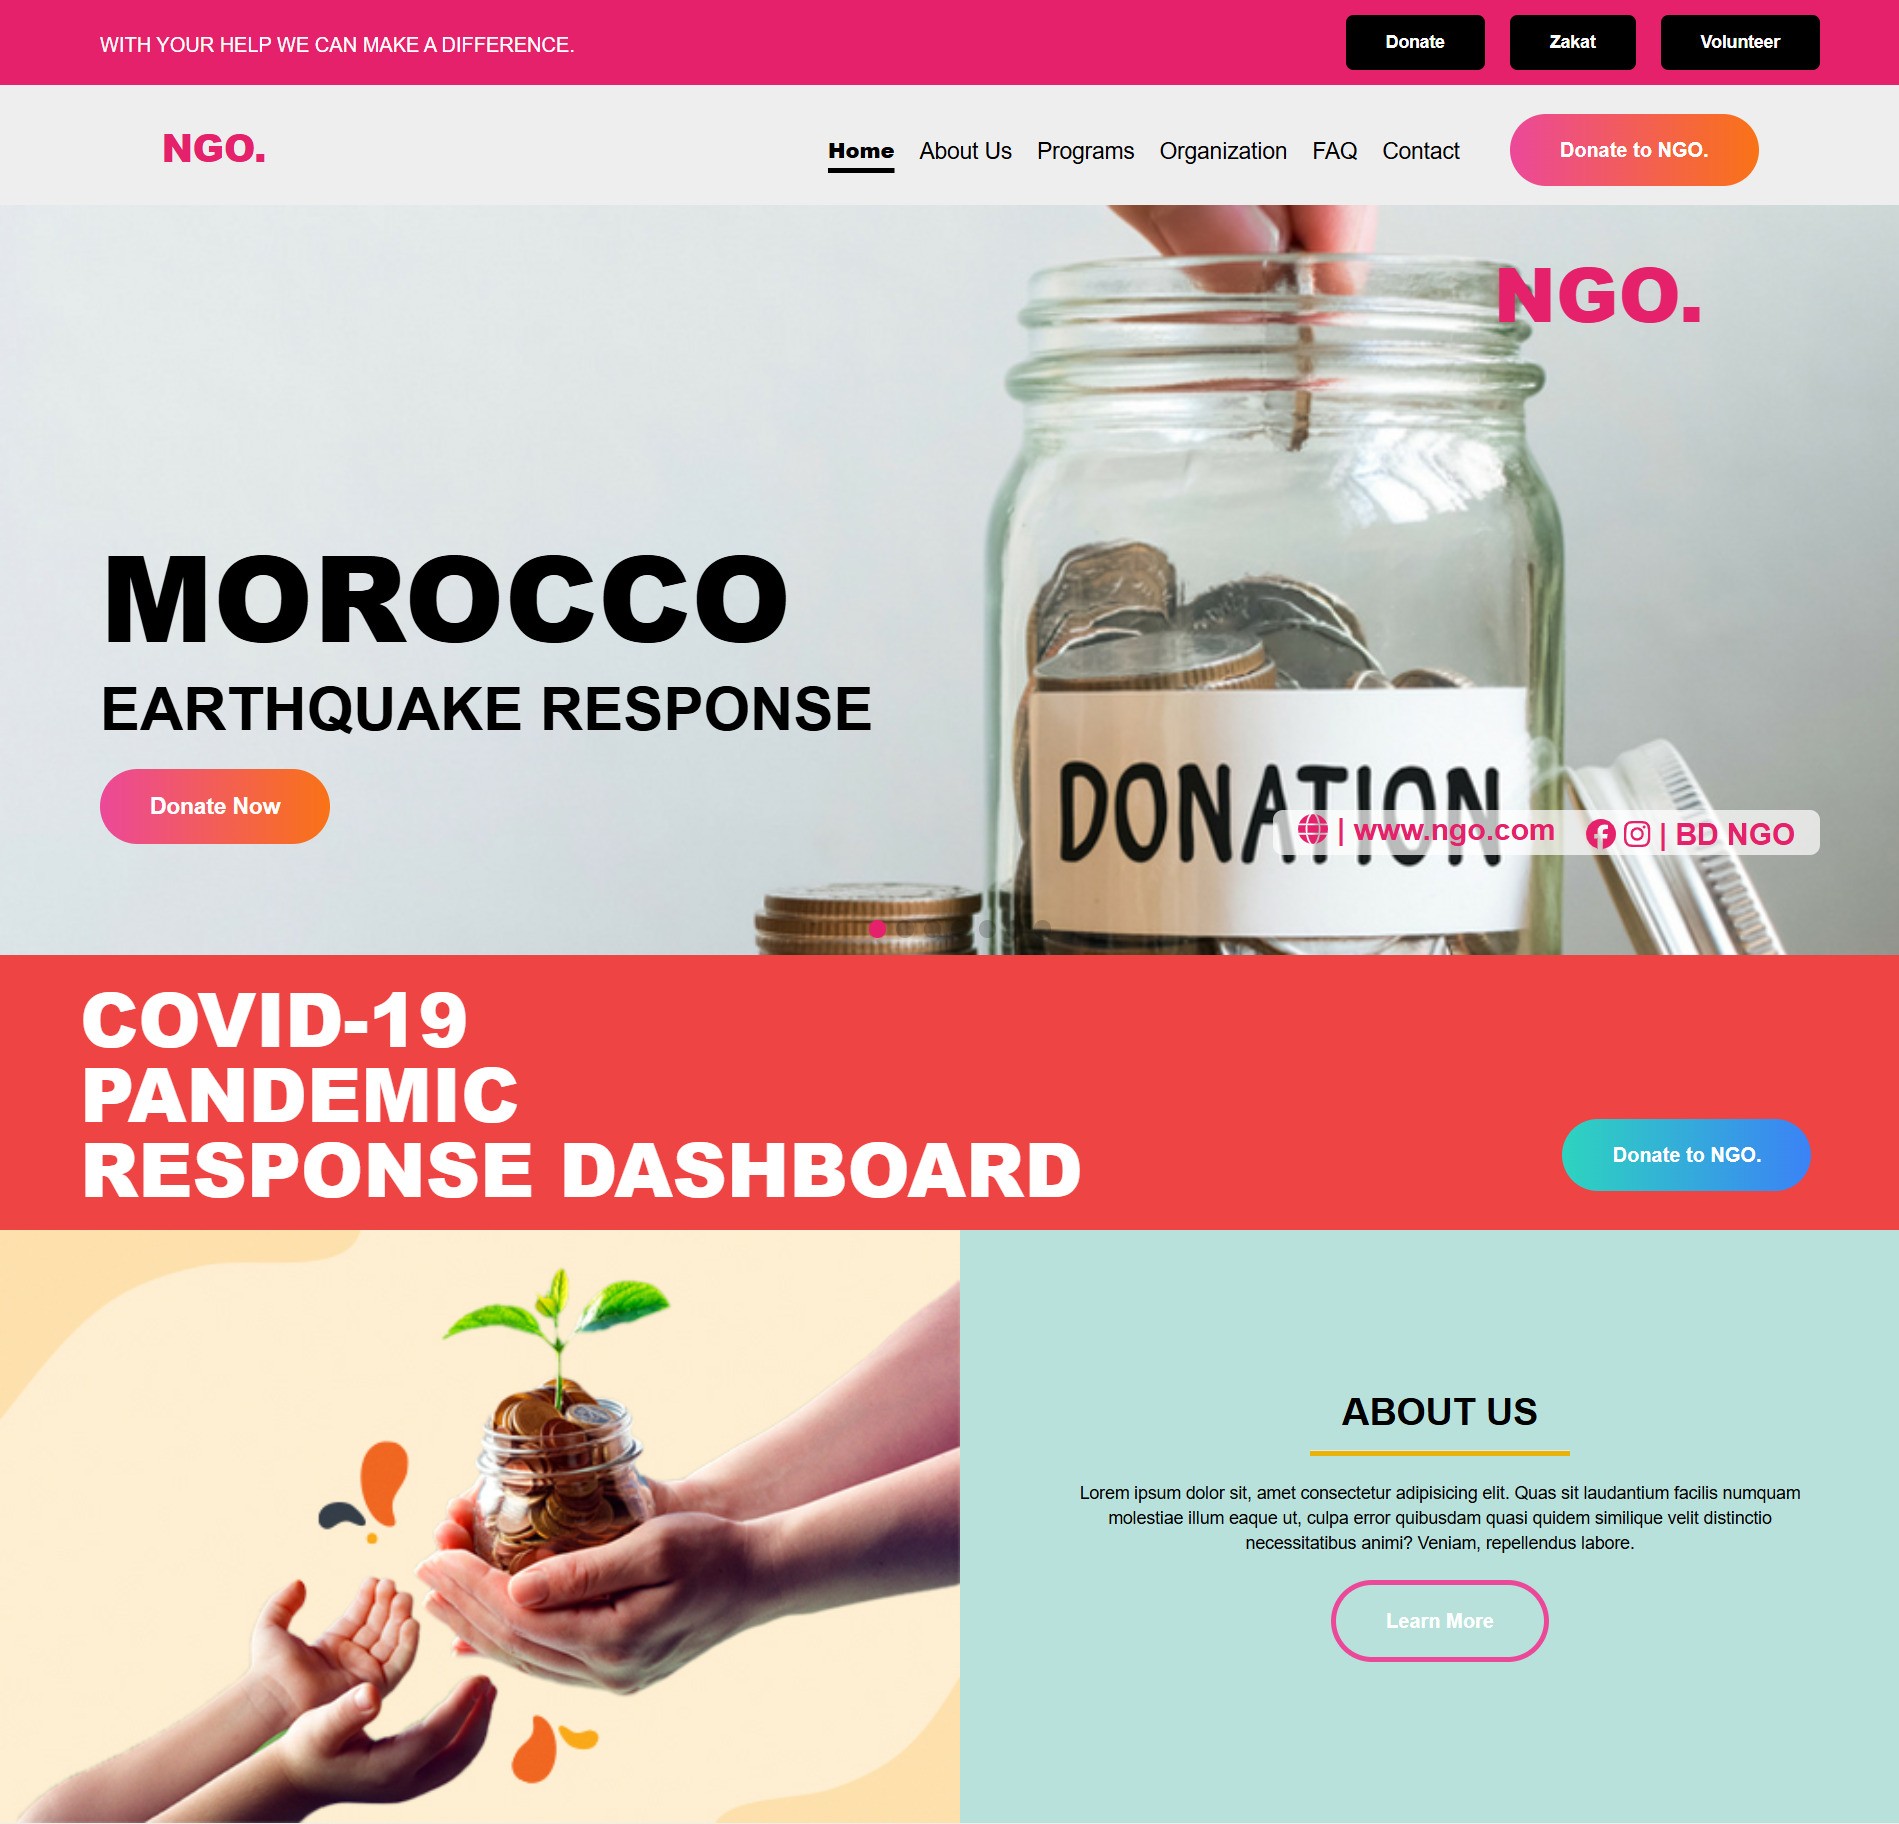 WITH YOUR HELP WE CAN MAKE A DIFFERENCE.
Donate
Zakat
Volunteer
NGO.
Home
About Us
Programs
Organization
FAQ
Contact
Donate to NGO.
NGO.
MOROCCO
EARTHQUAKE RESPONSE
Donate Now
DONATION
| www.ngo.com
| BD NGO
COVID-19
PANDEMIC
RESPONSE DASHBOARD
Donate to NGO.
ABOUT US
Lorem ipsum dolor sit, amet consectetur adipisicing elit. Quas sit laudantium facilis numquam
molestiae illum eaque ut, culpa error quibusdam quasi quidem similique velit distinctio
necessitatibus animi? Veniam, repellendus labore.
Learn More